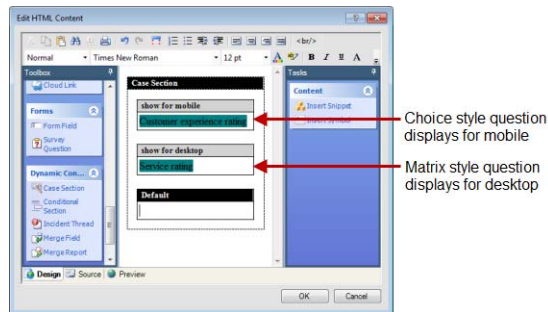 Edit HTML Content
<br/>
Normal
Times New Roman
12 pt
A
B I U A
Toolbox
Cloud Link
Forms
Form Field
Survey
Question
Dynamic Con...
Case Section
Conditional
Section
Incident Thread
Merge Field
Merge Report
Case Section
show for mobile
Customer experience rating
show for desktop
Service rating
Default
Tasks
Content
Insert Snippet
Insert Symbol
Choice style question
displays for mobile
Matrix style question
displays for desktop
Design
Source
Preview
OK
Cancel